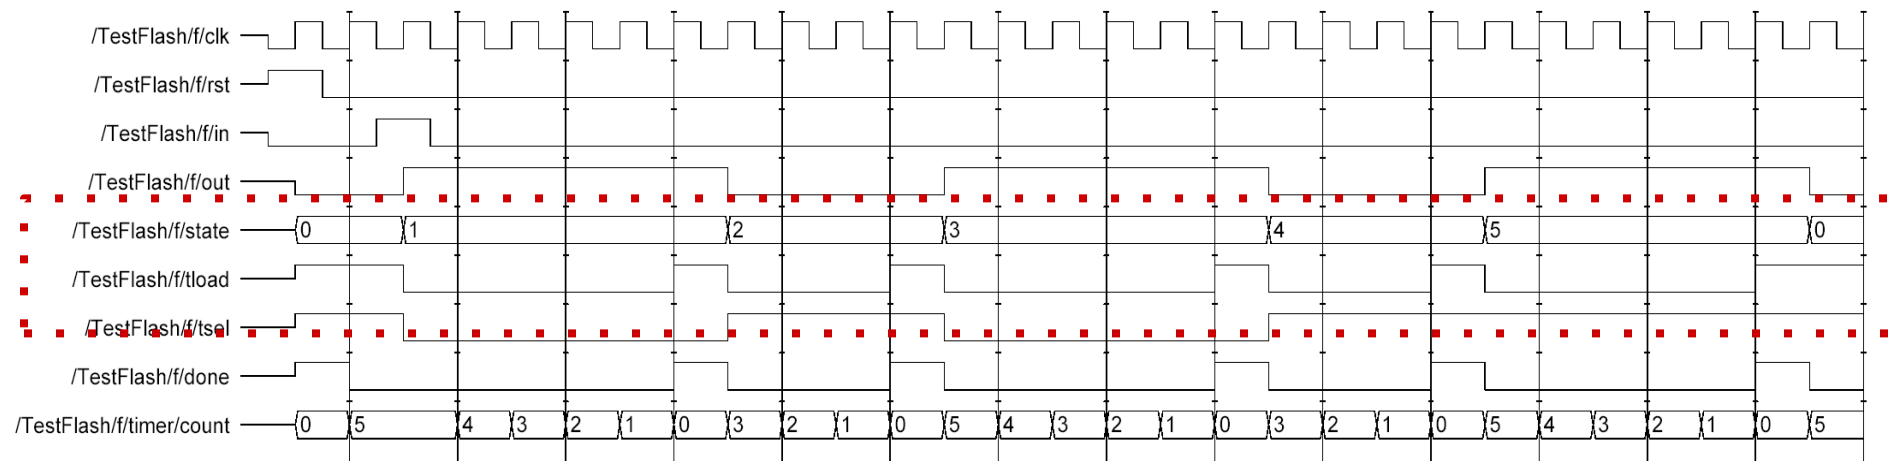 /TestFlash/f/clk
/TestFlash/f/rst
/TestFlash/f/in
/TestFlash/f/out
/TestFlash/f/state 0 1 2 3 4 5 0
/TestFlash/f/tload
/TestFlash/f/tsel
/TestFlash/f/done
/TestFlash/f/timer/count 0 5 4 3 2 1 0 3 2 1 0 5 4 3 2 1 0 3 2 1 0 5 4 3 2 1 0 5